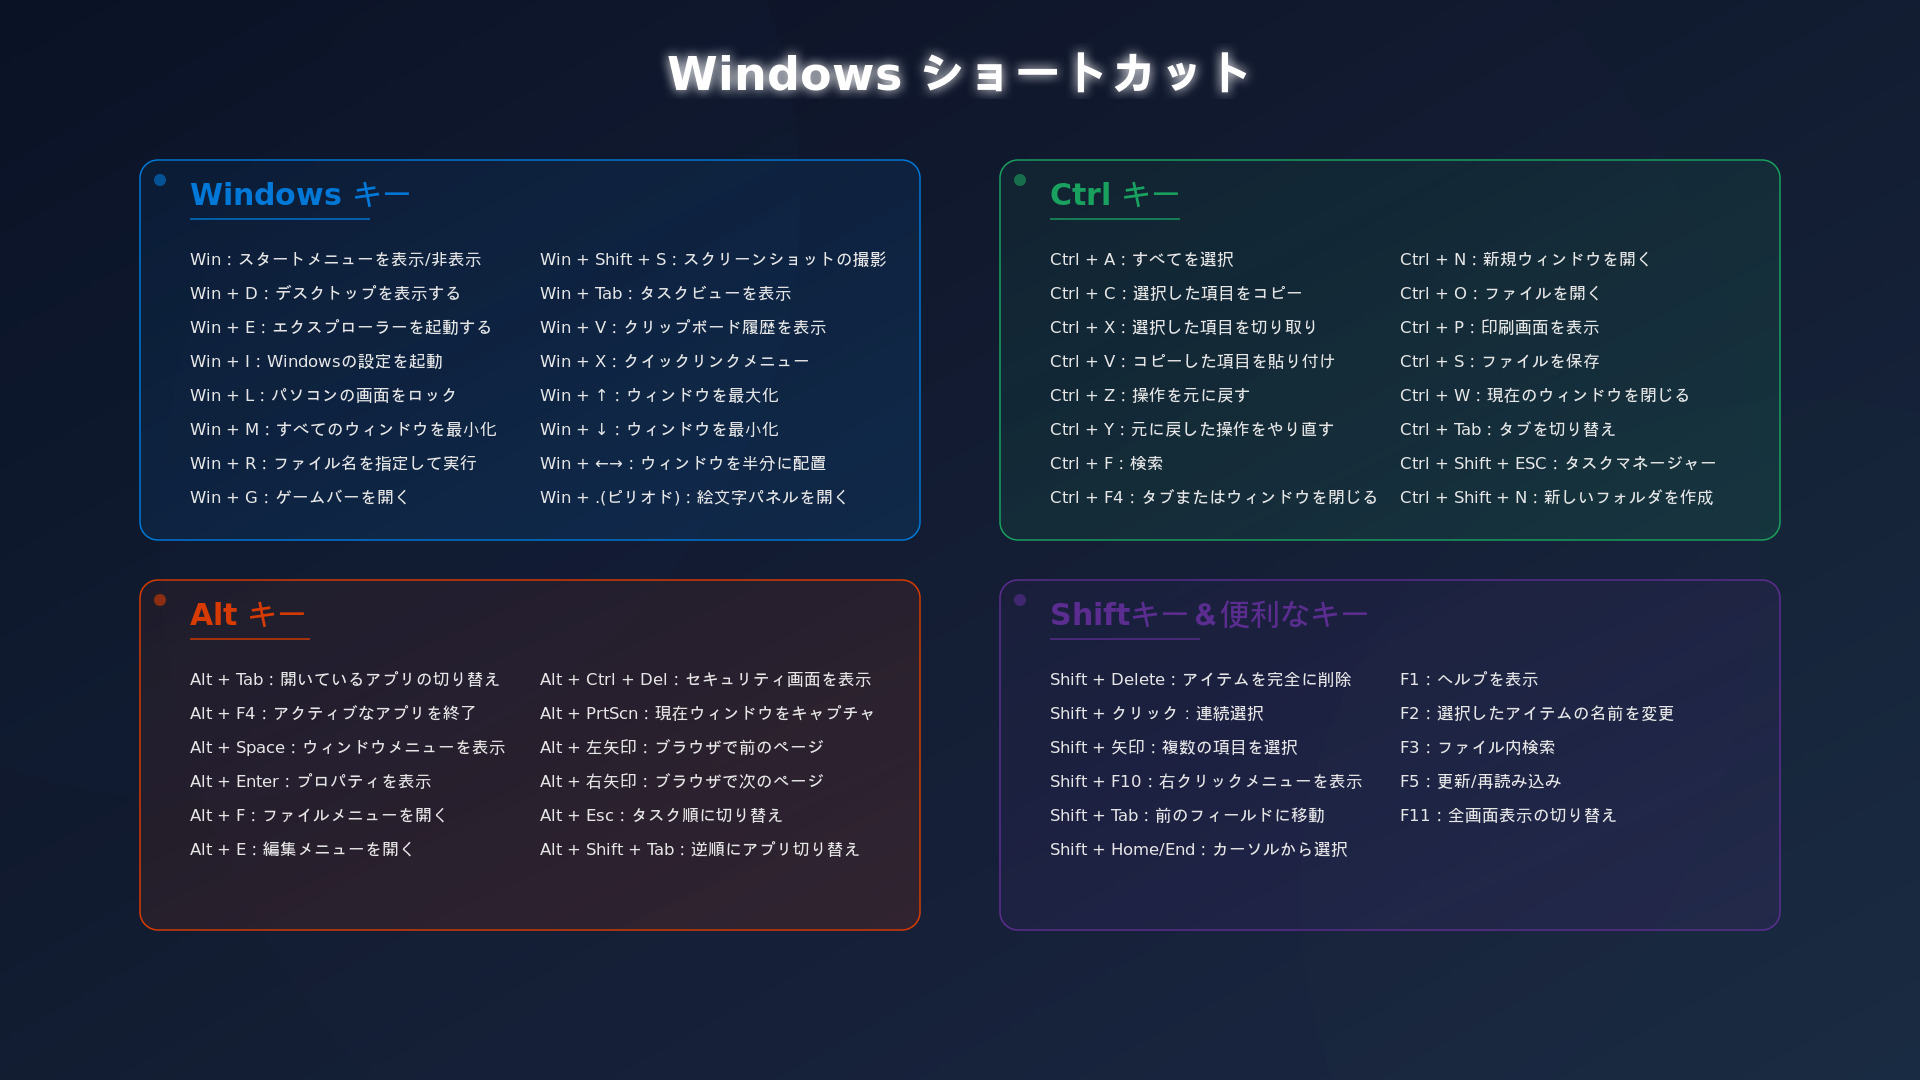 Windows ショートカット
Windows キー
Win : スタートメニューを表示/非表示
Win + D : デスクトップを表示する
Win + E : エクスプローラーを起動する
Win + I : Windowsの設定を起動
Win + L : パソコンの画面をロック
Win + M : すべてのウィンドウを最小化
Win + R : ファイル名を指定して実行
Win + G : ゲームバーを開く
Win + Shift + S : スクリーンショットの撮影
Win + Tab : タスクビューを表示
Win + V : クリップボード履歴を表示
Win + X : クイックリンクメニュー
Win + ↑ : ウィンドウを最大化
Win + ↓ : ウィンドウを最小化
Win + ←→ : ウィンドウを半分に配置
Win + .(ピリオド) : 絵文字パネルを開く
Ctrl キー
Ctrl + A : すべてを選択
Ctrl + C : 選択した項目をコピー
Ctrl + X : 選択した項目を切り取り
Ctrl + V : コピーした項目を貼り付け
Ctrl + Z : 操作を元に戻す
Ctrl + Y : 元に戻した操作をやり直す
Ctrl + F : 検索
Ctrl + F4 : タブまたはウィンドウを閉じる
Ctrl + N : 新規ウィンドウを開く
Ctrl + O : ファイルを開く
Ctrl + P : 印刷画面を表示
Ctrl + S : ファイルを保存
Ctrl + W : 現在のウィンドウを閉じる
Ctrl + Tab : タブを切り替え
Ctrl + Shift + ESC : タスクマネージャー
Ctrl + Shift + N : 新しいフォルダを作成
Alt キー
Alt + Tab : 開いているアプリの切り替え
Alt + F4 : アクティブなアプリを終了
Alt + Space : ウィンドウメニューを表示
Alt + Enter : プロパティを表示
Alt + F : ファイルメニューを開く
Alt + E : 編集メニューを開く
Alt + Ctrl + Del : セキュリティ画面を表示
Alt + PrtScn : 現在ウィンドウをキャプチャ
Alt + 左矢印 : ブラウザで前のページ
Alt + 右矢印 : ブラウザで次のページ
Alt + Esc : タスク順に切り替え
Alt + Shift + Tab : 逆順にアプリ切り替え
Shiftキー＆便利なキー
Shift + Delete : アイテムを完全に削除
Shift + クリック : 連続選択
Shift + 矢印 : 複数の項目を選択
Shift + F10 : 右クリックメニューを表示
Shift + Tab : 前のフィールドに移動
Shift + Home/End : カーソルから選択
F1 : ヘルプを表示
F2 : 選択したアイテムの名前を変更
F3 : ファイル内検索
F5 : 更新/再読み込み
F11 : 全画面表示の切り替え